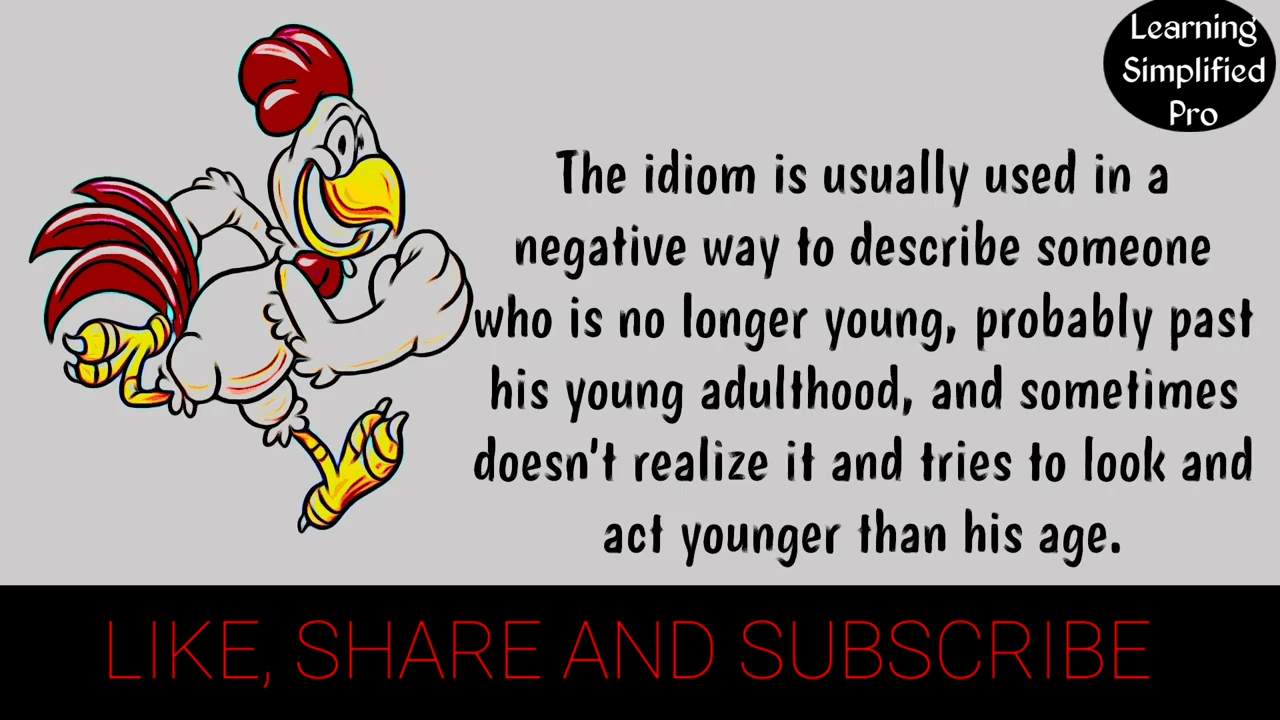 Learning
Simplified
Pro
The idiom is usually used in a
negative way to describe someone
who is no longer young, probably past
his young adulthood, and sometimes
doesn't realize it and tries to look and
act younger than his age.
LIKE, SHARE AND SUBSCRIBE